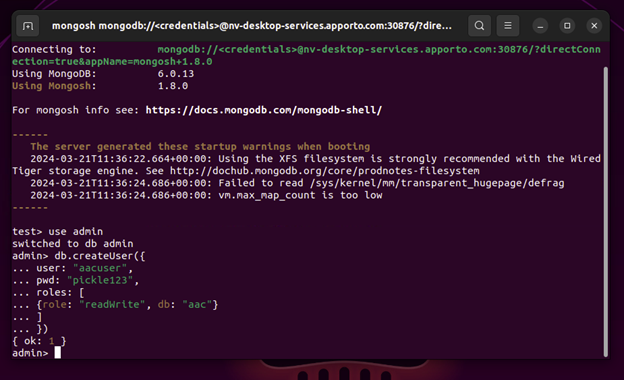 mongosh mongodb://<credentials>@nv-desktop-services.apporto.com:30876/?dire...
Connecting to: mongodb://<credentials>@nv-desktop-services.apporto.com:30876/?directConn
ection=true&appName=mongosh+1.8.0
Using MongoDB: 6.0.13
Using Mongosh: 1.8.0
For mongosh info see: https://docs.mongodb.com/mongodb-shell/
------
The server generated these startup warnings when booting
2024-03-21T11:36:22.664+00:00: Using the XFS filesystem is strongly recommended with the Wired
Tiger storage engine. See http://dochub.mongodb.org/core/prodnotes-filesystem
2024-03-21T11:36:24.686+00:00: Failed to read /sys/kernel/mm/transparent_hugepage/defrag
2024-03-21T11:36:24.686+00:00: vm.max_map_count is too low
------
test> use admin
switched to db admin
admin> db.createUser({
... user: "aacuser",
... pwd: "pickle123",
... roles: [
... {role: "readWrite", db: "aac"}
... ]
... })
{ ok: 1 }
admin>